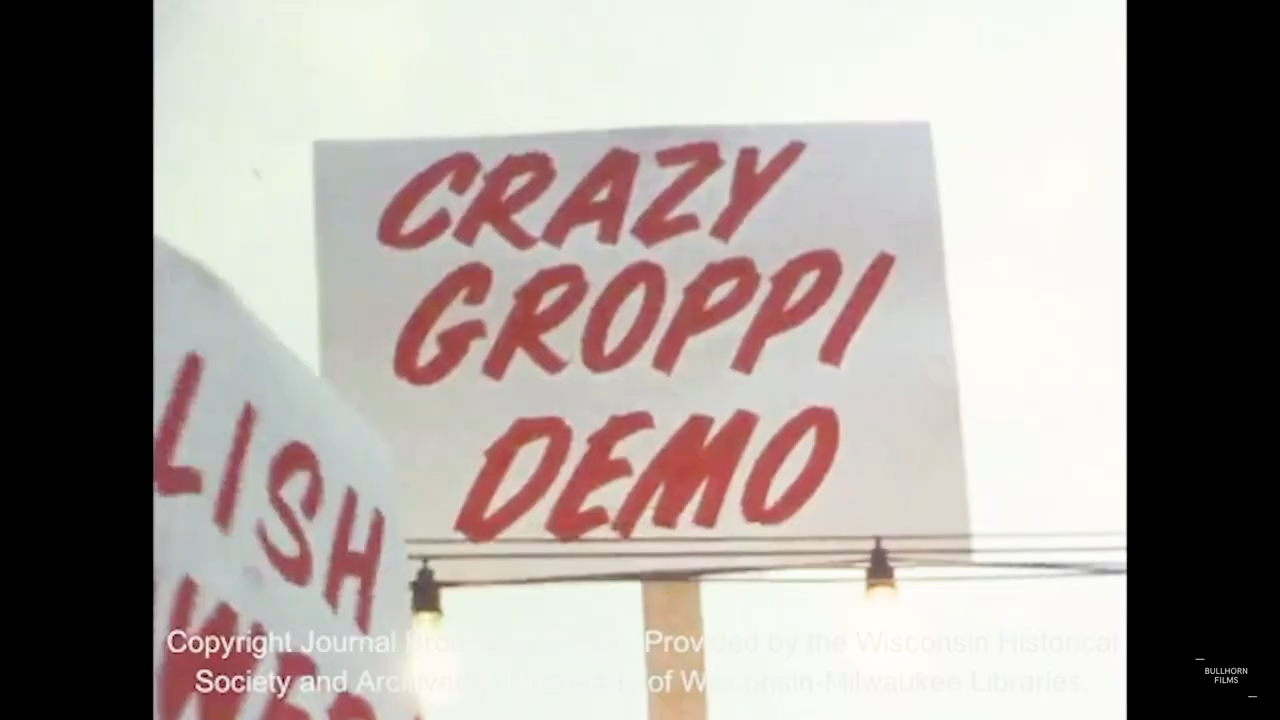 CRAZY
GROPPI
DEMO
LISH
Copyright Journal Provided by the Wisconsin Historical
Society and Archives of Wisconsin-Milwaukee Libraries
BULLHORN
FILMS